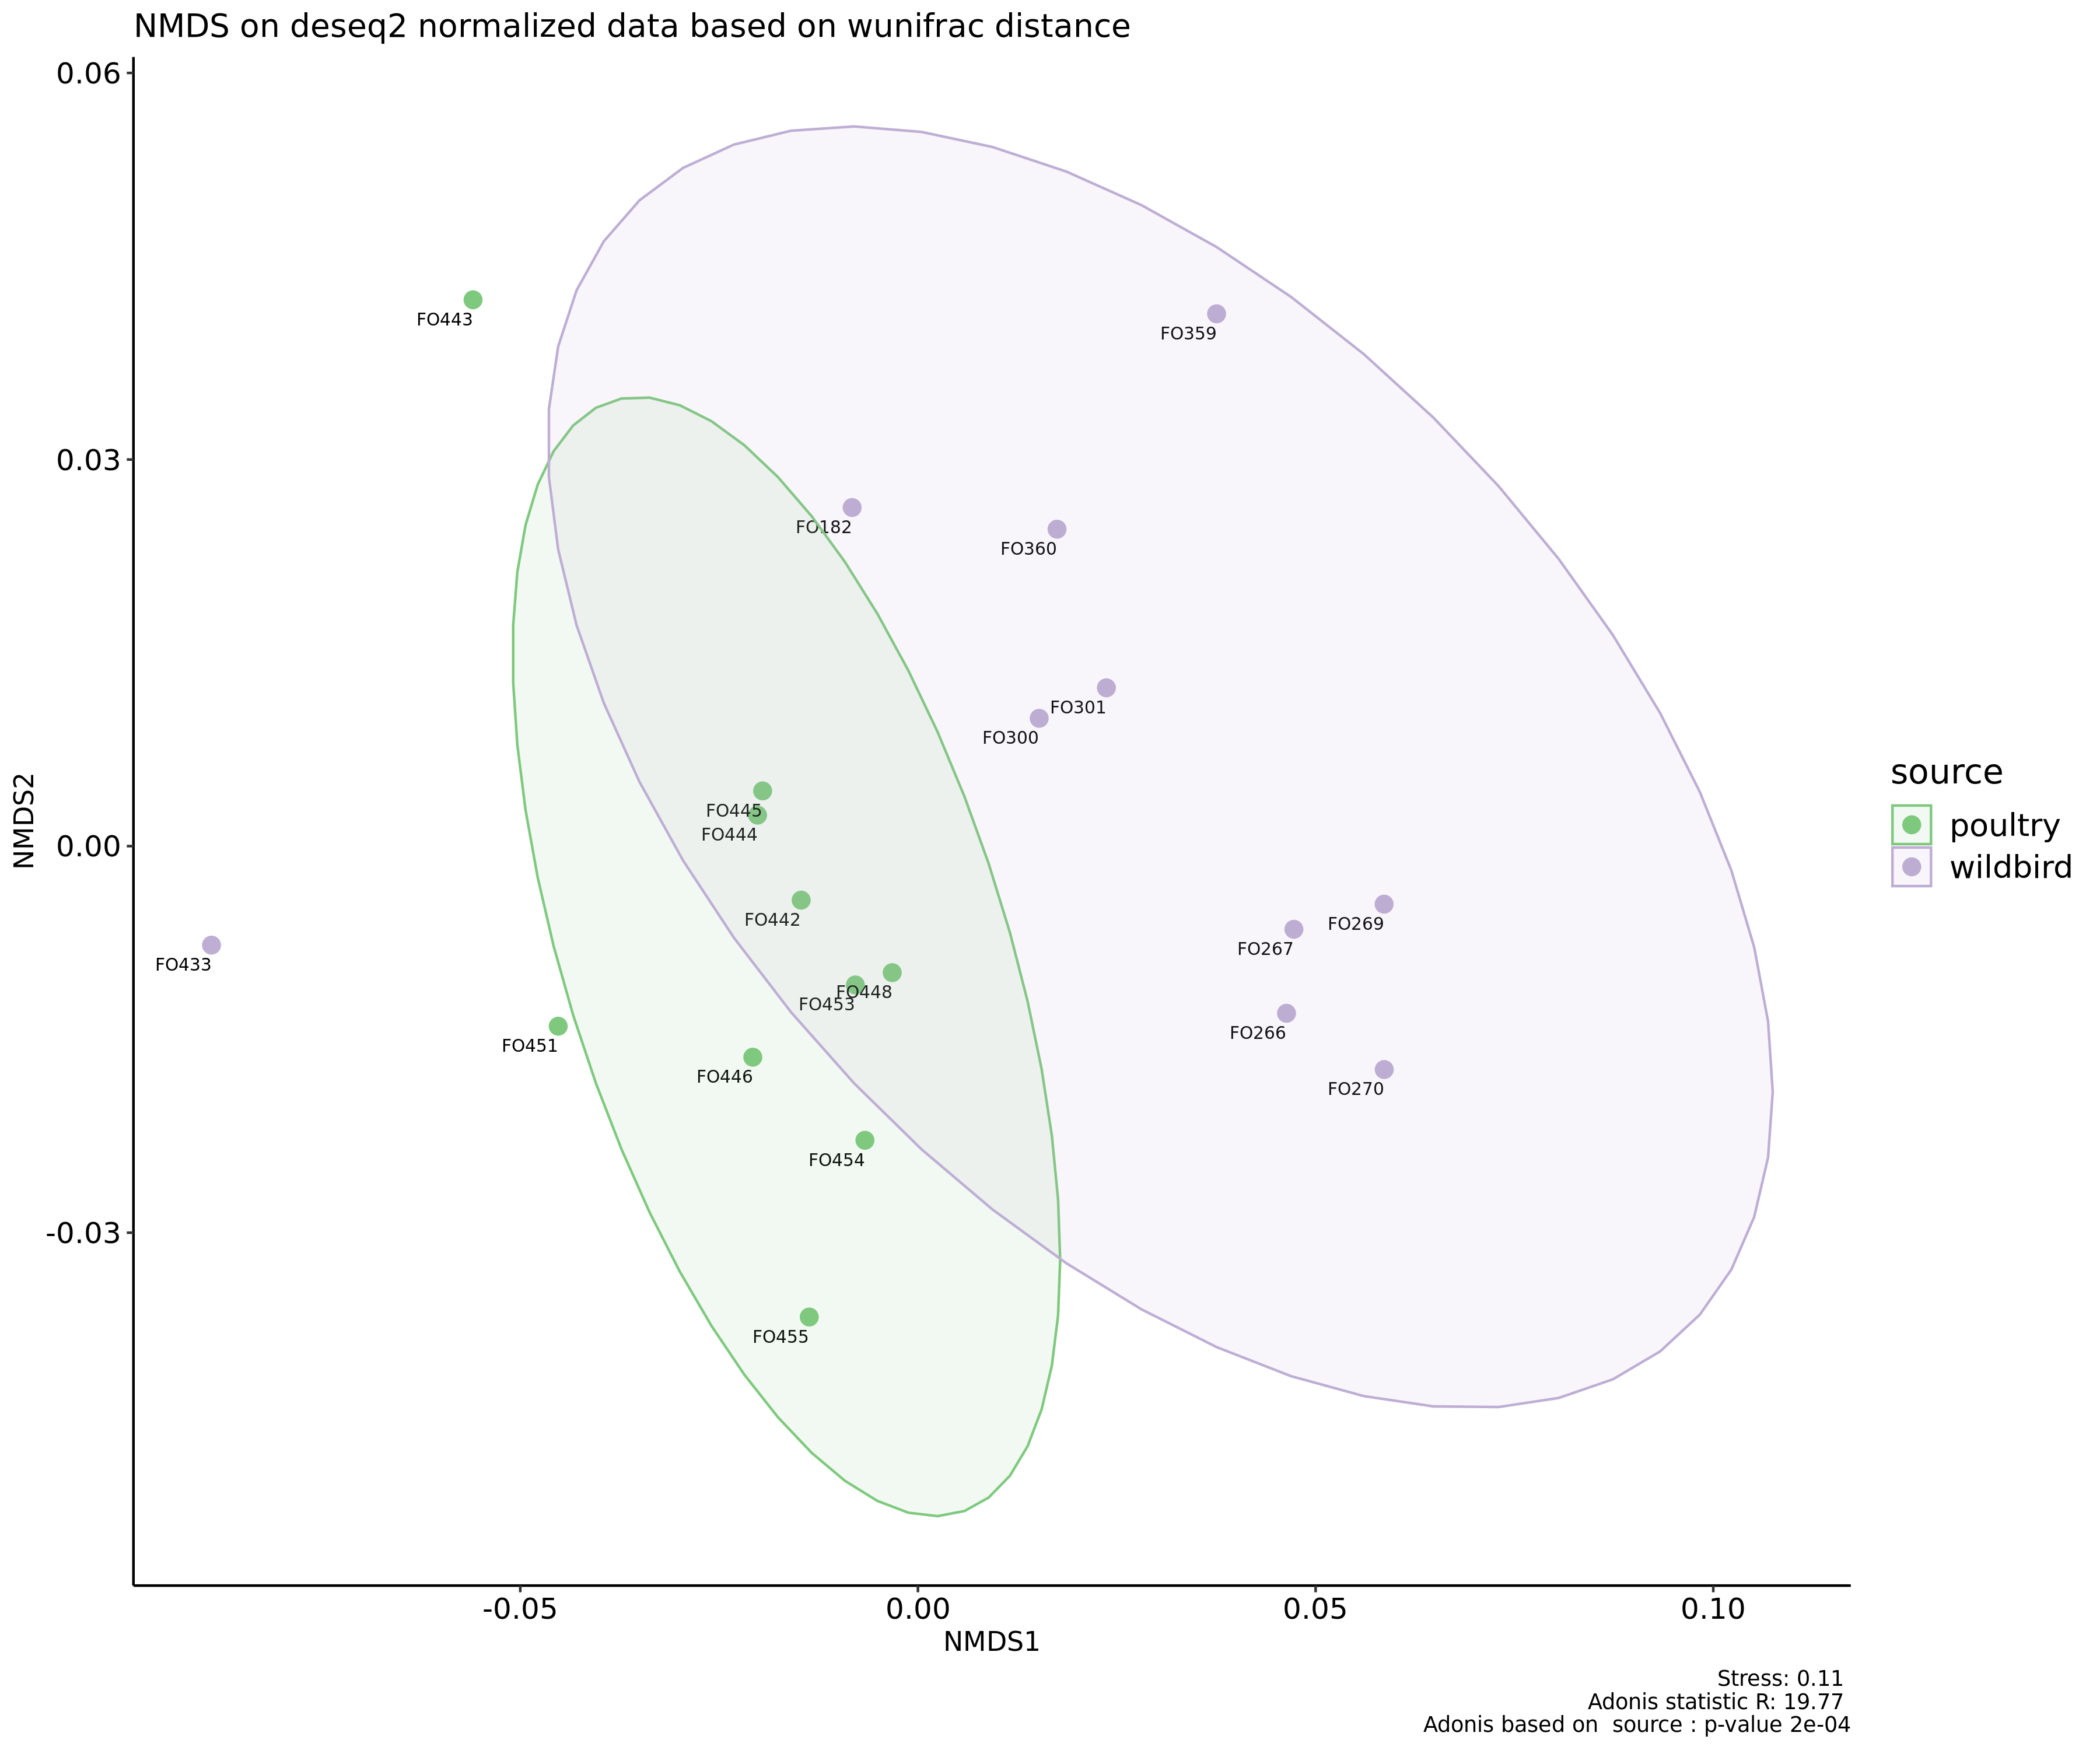 NMDS on deseq2 normalized data based on wunifrac distance
0.06
FO443
FO359
0.03
FO182
FO360
FO301
FO300
source
poultry
wildbird
FO445
FO444
NMDS2
0.00
FO442
FO269
FO267
FO433
FO448
FO453
FO266
FO451
FO446
FO270
FO454
-0.03
FO455
-0.05
0.00
0.05
0.10
NMDS1
Stress: 0.11
Adonis statistic R: 19.77
Adonis based on  source : p-value 2e-04